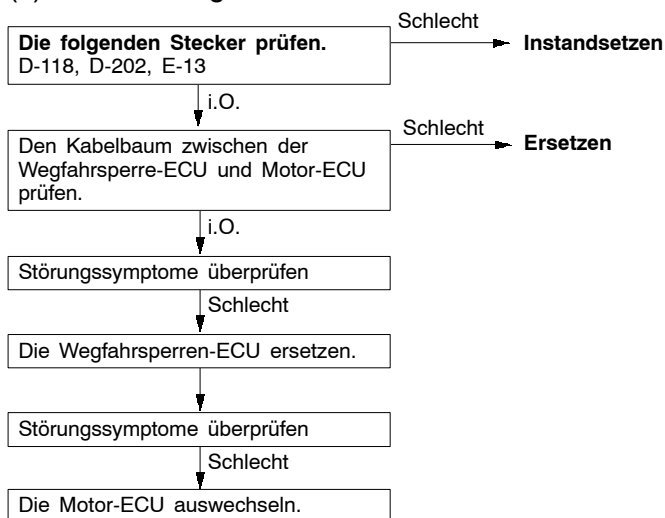 Schlecht
Die folgenden Stecker prüfen.
Instandsetzen
D-118, D-202, E-13
i.O.
Schlecht
Den Kabelbaum zwischen der
Ersetzen
Wegfahrsperre-ECU und Motor-ECU
prüfen.
i.O.
Störungssymptome überprüfen
Schlecht
Die Wegfahrsperren-ECU ersetzen.
Störungssymptome überprüfen
Schlecht
Die Motor-ECU auswechseln.